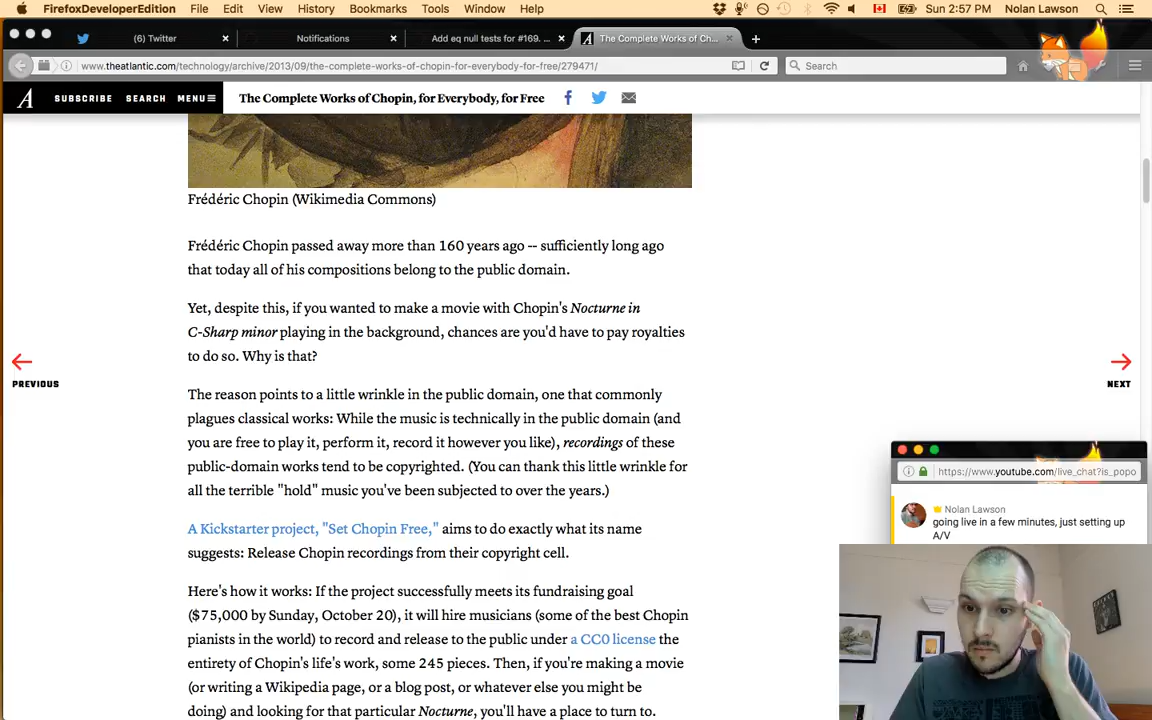 FirefoxDeveloperEdition File Edit View History Bookmarks Tools Window Help Sun 2:57 PM Nolan Lawson
(6) Twitter × Notifications × Add eq null tests for #169. ... × The Complete Works of Ch... ×
www.theatlantic.com/technology/archive/2013/09/the-complete-works-of-chopin-for-everybody-for-free/279471/ Search
A SUBSCRIBE SEARCH MENU The Complete Works of Chopin, for Everybody, for Free
Frédéric Chopin (Wikimedia Commons)
Frédéric Chopin passed away more than 160 years ago -- sufficiently long ago
that today all of his compositions belong to the public domain.
Yet, despite this, if you wanted to make a movie with Chopin's Nocturne in
C-Sharp minor playing in the background, chances are you'd have to pay royalties
to do so. Why is that?
PREVIOUS
NEXT
The reason points to a little wrinkle in the public domain, one that commonly
plagues classical works: While the music is technically in the public domain (and
you are free to play it, perform it, record it however you like), recordings of these
public-domain works tend to be copyrighted. (You can thank this little wrinkle for
all the terrible "hold" music you've been subjected to over the years.)
A Kickstarter project, "Set Chopin Free," aims to do exactly what its name
suggests: Release Chopin recordings from their copyright cell.
Here's how it works: If the project successfully meets its fundraising goal
($75,000 by Sunday, October 20), it will hire musicians (some of the best Chopin
pianists in the world) to record and release to the public under a CC0 license the
entirety of Chopin's life's work, some 245 pieces. Then, if you're making a movie
(or writing a Wikipedia page, or a blog post, or whatever else you might be
doing) and looking for that particular Nocturne, you'll have a place to turn to.
https://www.youtube.com/live_chat?is_popo
Nolan Lawson
going live in a few minutes, just setting up
A/V